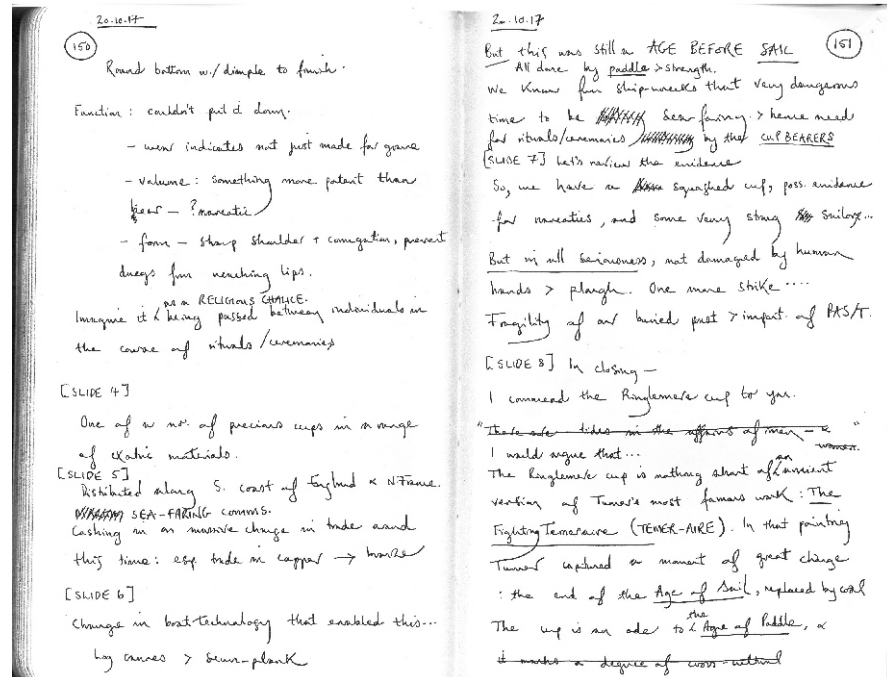 20.10.17
150
Round bottom w./ dimple to finish.
Function: couldn't put it down.
- wear indicates not just made for grave
- volume: something more potent than
beer - ? narcotic
- form - sharp shoulder + corrugation, prevent
dregs from reaching lips.
as a RELIGIOUS CHALICE.
Imagine it being passed between individuals in
the course of rituals/ceremonies
[SLIDE 4]
One of a no. of precious cups in a range
of exotic materials.
[SLIDE 5]
Distributed along S. coast of England & N France.
SEA-FARING comms.
Cashing in on massive change in trade around
this time: esp. trade in copper → bronze
[SLIDE 6]
Change in boat-technology that enabled this...
Log canoes > sewn-plank
20.10.17
151
But this was still an AGE BEFORE SAIL
All done by paddle > strength.
We know from ship-wrecks that very dangerous
time to be sea faring > hence need
for rituals/ceremonies by the CUP BEARERS
[SLIDE 7] Let's review the evidence
So, we have a squashed cup, poss. evidence
for narcotics, and some very strong sailors...
But in all seriousness, not damaged by human
hands > plough. One more strike ....
Fragility of our buried past > import. of PAS/T.
[SLIDE 8] In closing -
I commend the Ringlemere cup to you.
"There are tides in the affairs of men - & women."
I would argue that...
The Ringlemere cup is nothing short of an ancient
version of Turner's most famous work: The
Fighting Temeraire (TEMER-AIRE). In that painting
Turner captured a moment of great change
: the end of the Age of Sail, replaced by coal
The cup is an ode to the Age of Paddle, &
it marks a degree of cross-cultural